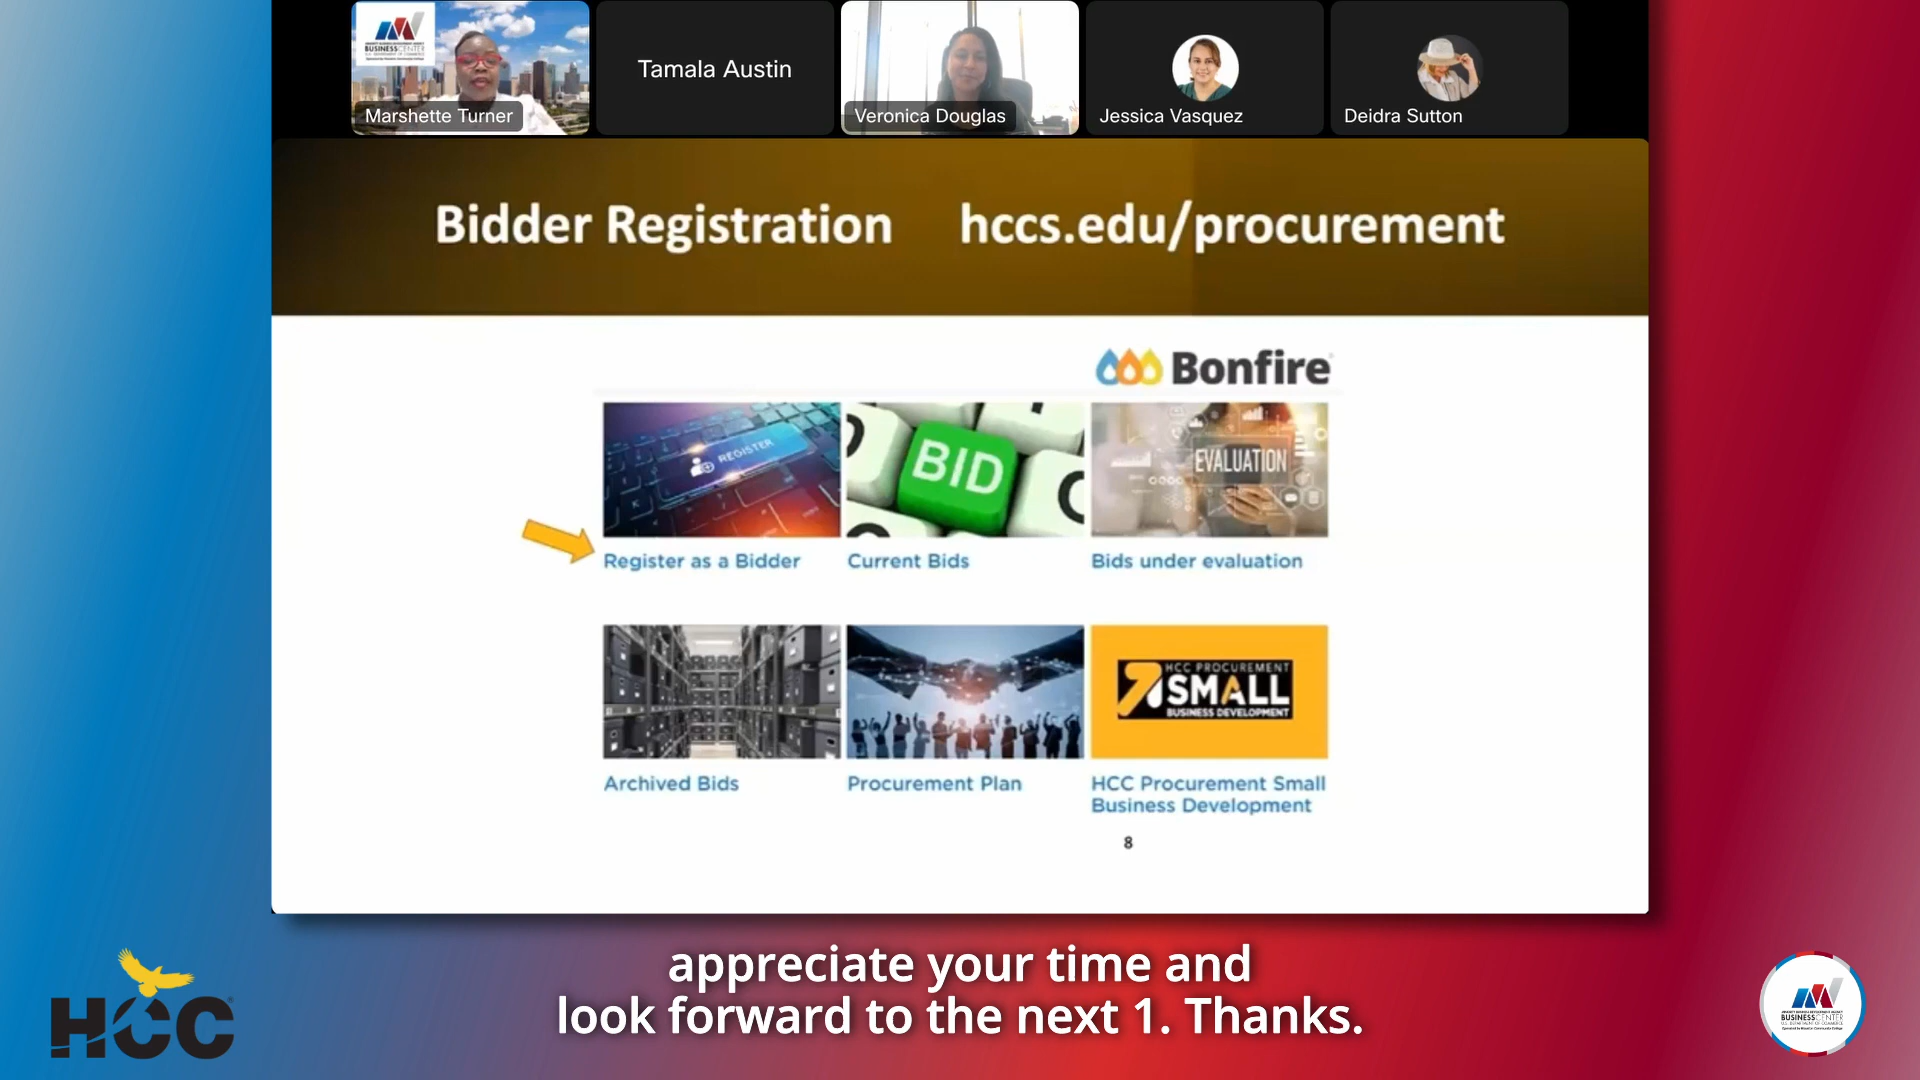 BUSINESSCENTER
Marshette Turner
Tamala Austin
Veronica Douglas
Jessica Vasquez
Deidra Sutton
Bidder Registration hccs.edu/procurement
Bonfire
REGISTER
BID
EVALUATION
Register as a Bidder
Current Bids
Bids under evaluation
HCC PROCUREMENT
SMALL
BUSINESS DEVELOPMENT
Archived Bids
Procurement Plan
HCC Procurement Small
Business Development
8
appreciate your time and
look forward to the next 1. Thanks.
HCC
BUSINESSCENTER